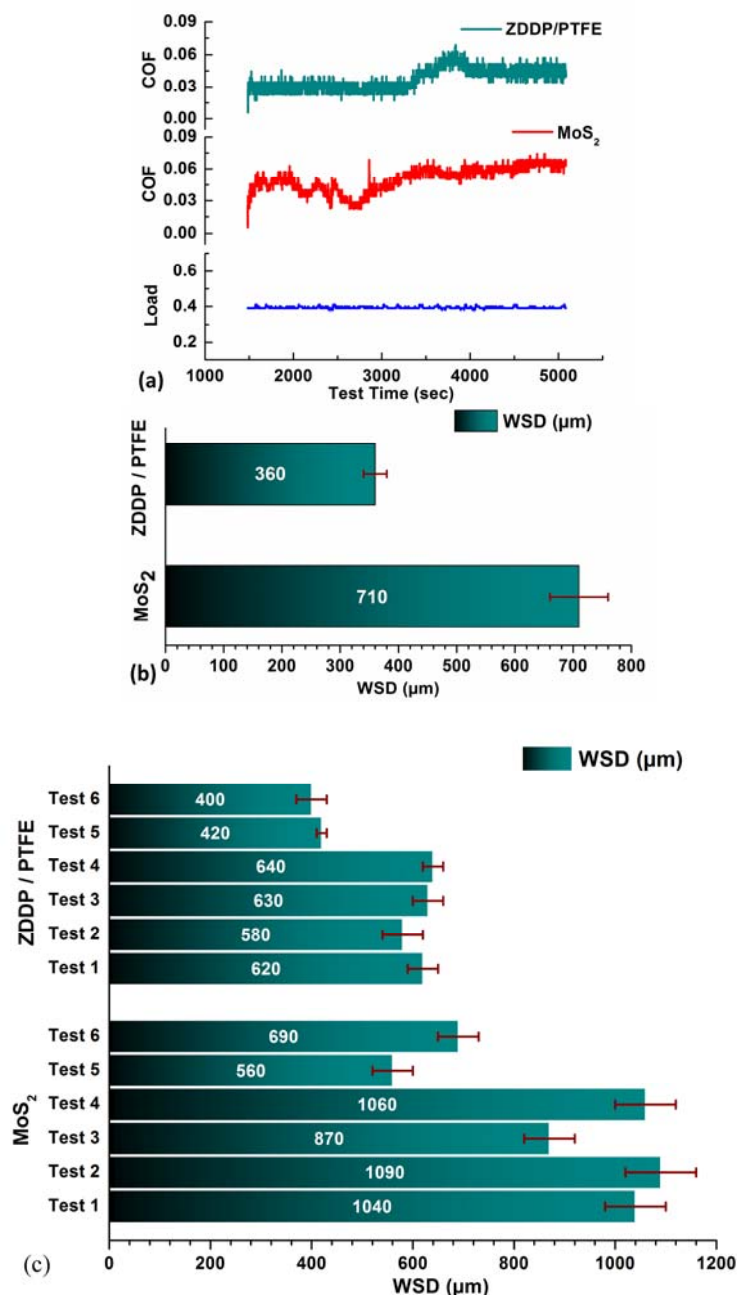 0.09
ZDDP/PTFE
COF
0.06
0.03
0.00
0.09
MoS₂
COF
0.06
0.03
0.00
Load
0.6
0.4
0.2
1000 2000 3000 4000 5000
(a)
Test Time (sec)
WSD (µm)
ZDDP / PTFE
360
MoS₂
710
0 100 200 300 400 500 600 700 800
(b)
WSD (µm)
WSD (µm)
ZDDP / PTFE
Test 6 400
Test 5 420
Test 4 640
Test 3 630
Test 2 580
Test 1 620
MoS₂
Test 6 690
Test 5 560
Test 4 1060
Test 3 870
Test 2 1090
Test 1 1040
0 200 400 600 800 1000 1200
(c)
WSD (µm)